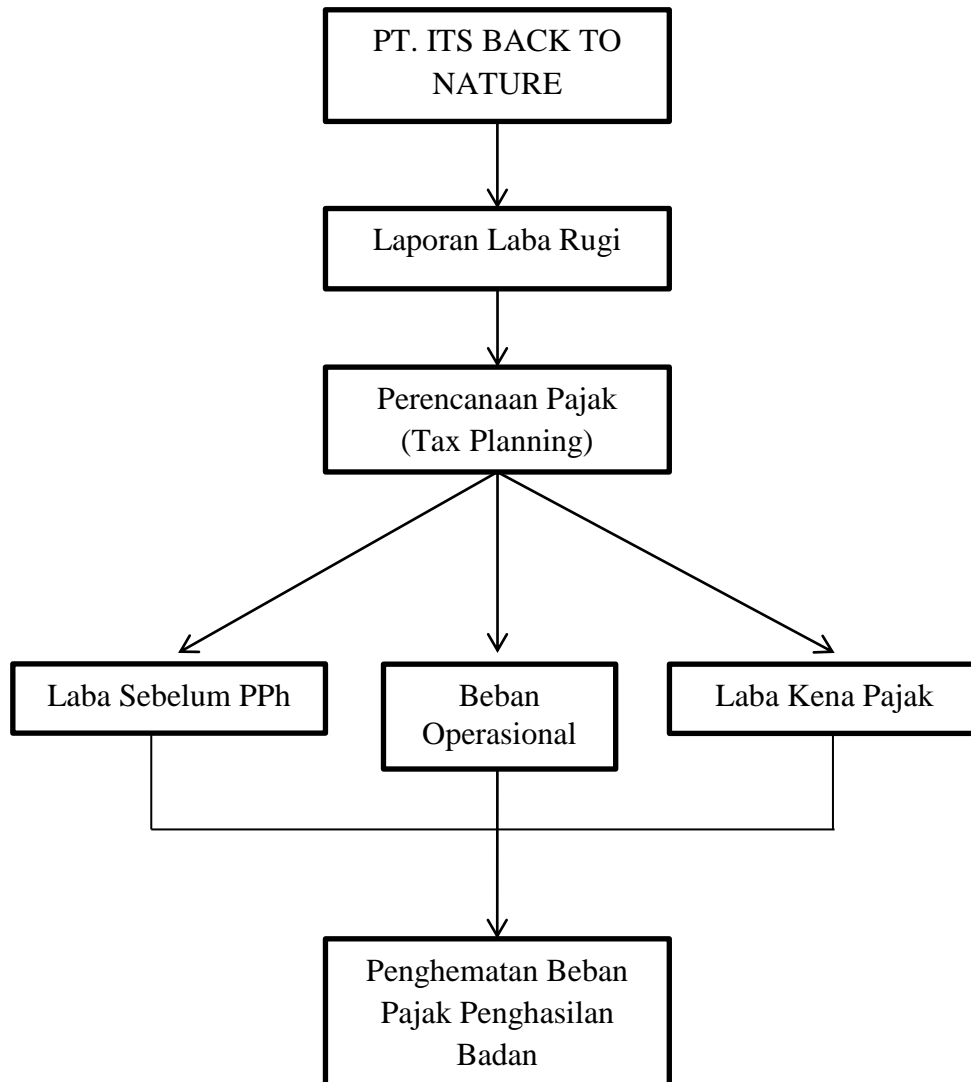 PT. ITS BACK TO
NATURE
Laporan Laba Rugi
Perencanaan Pajak
(Tax Planning)
Laba Sebelum PPh
Beban
Operasional
Laba Kena Pajak
Penghematan Beban
Pajak Penghasilan
Badan